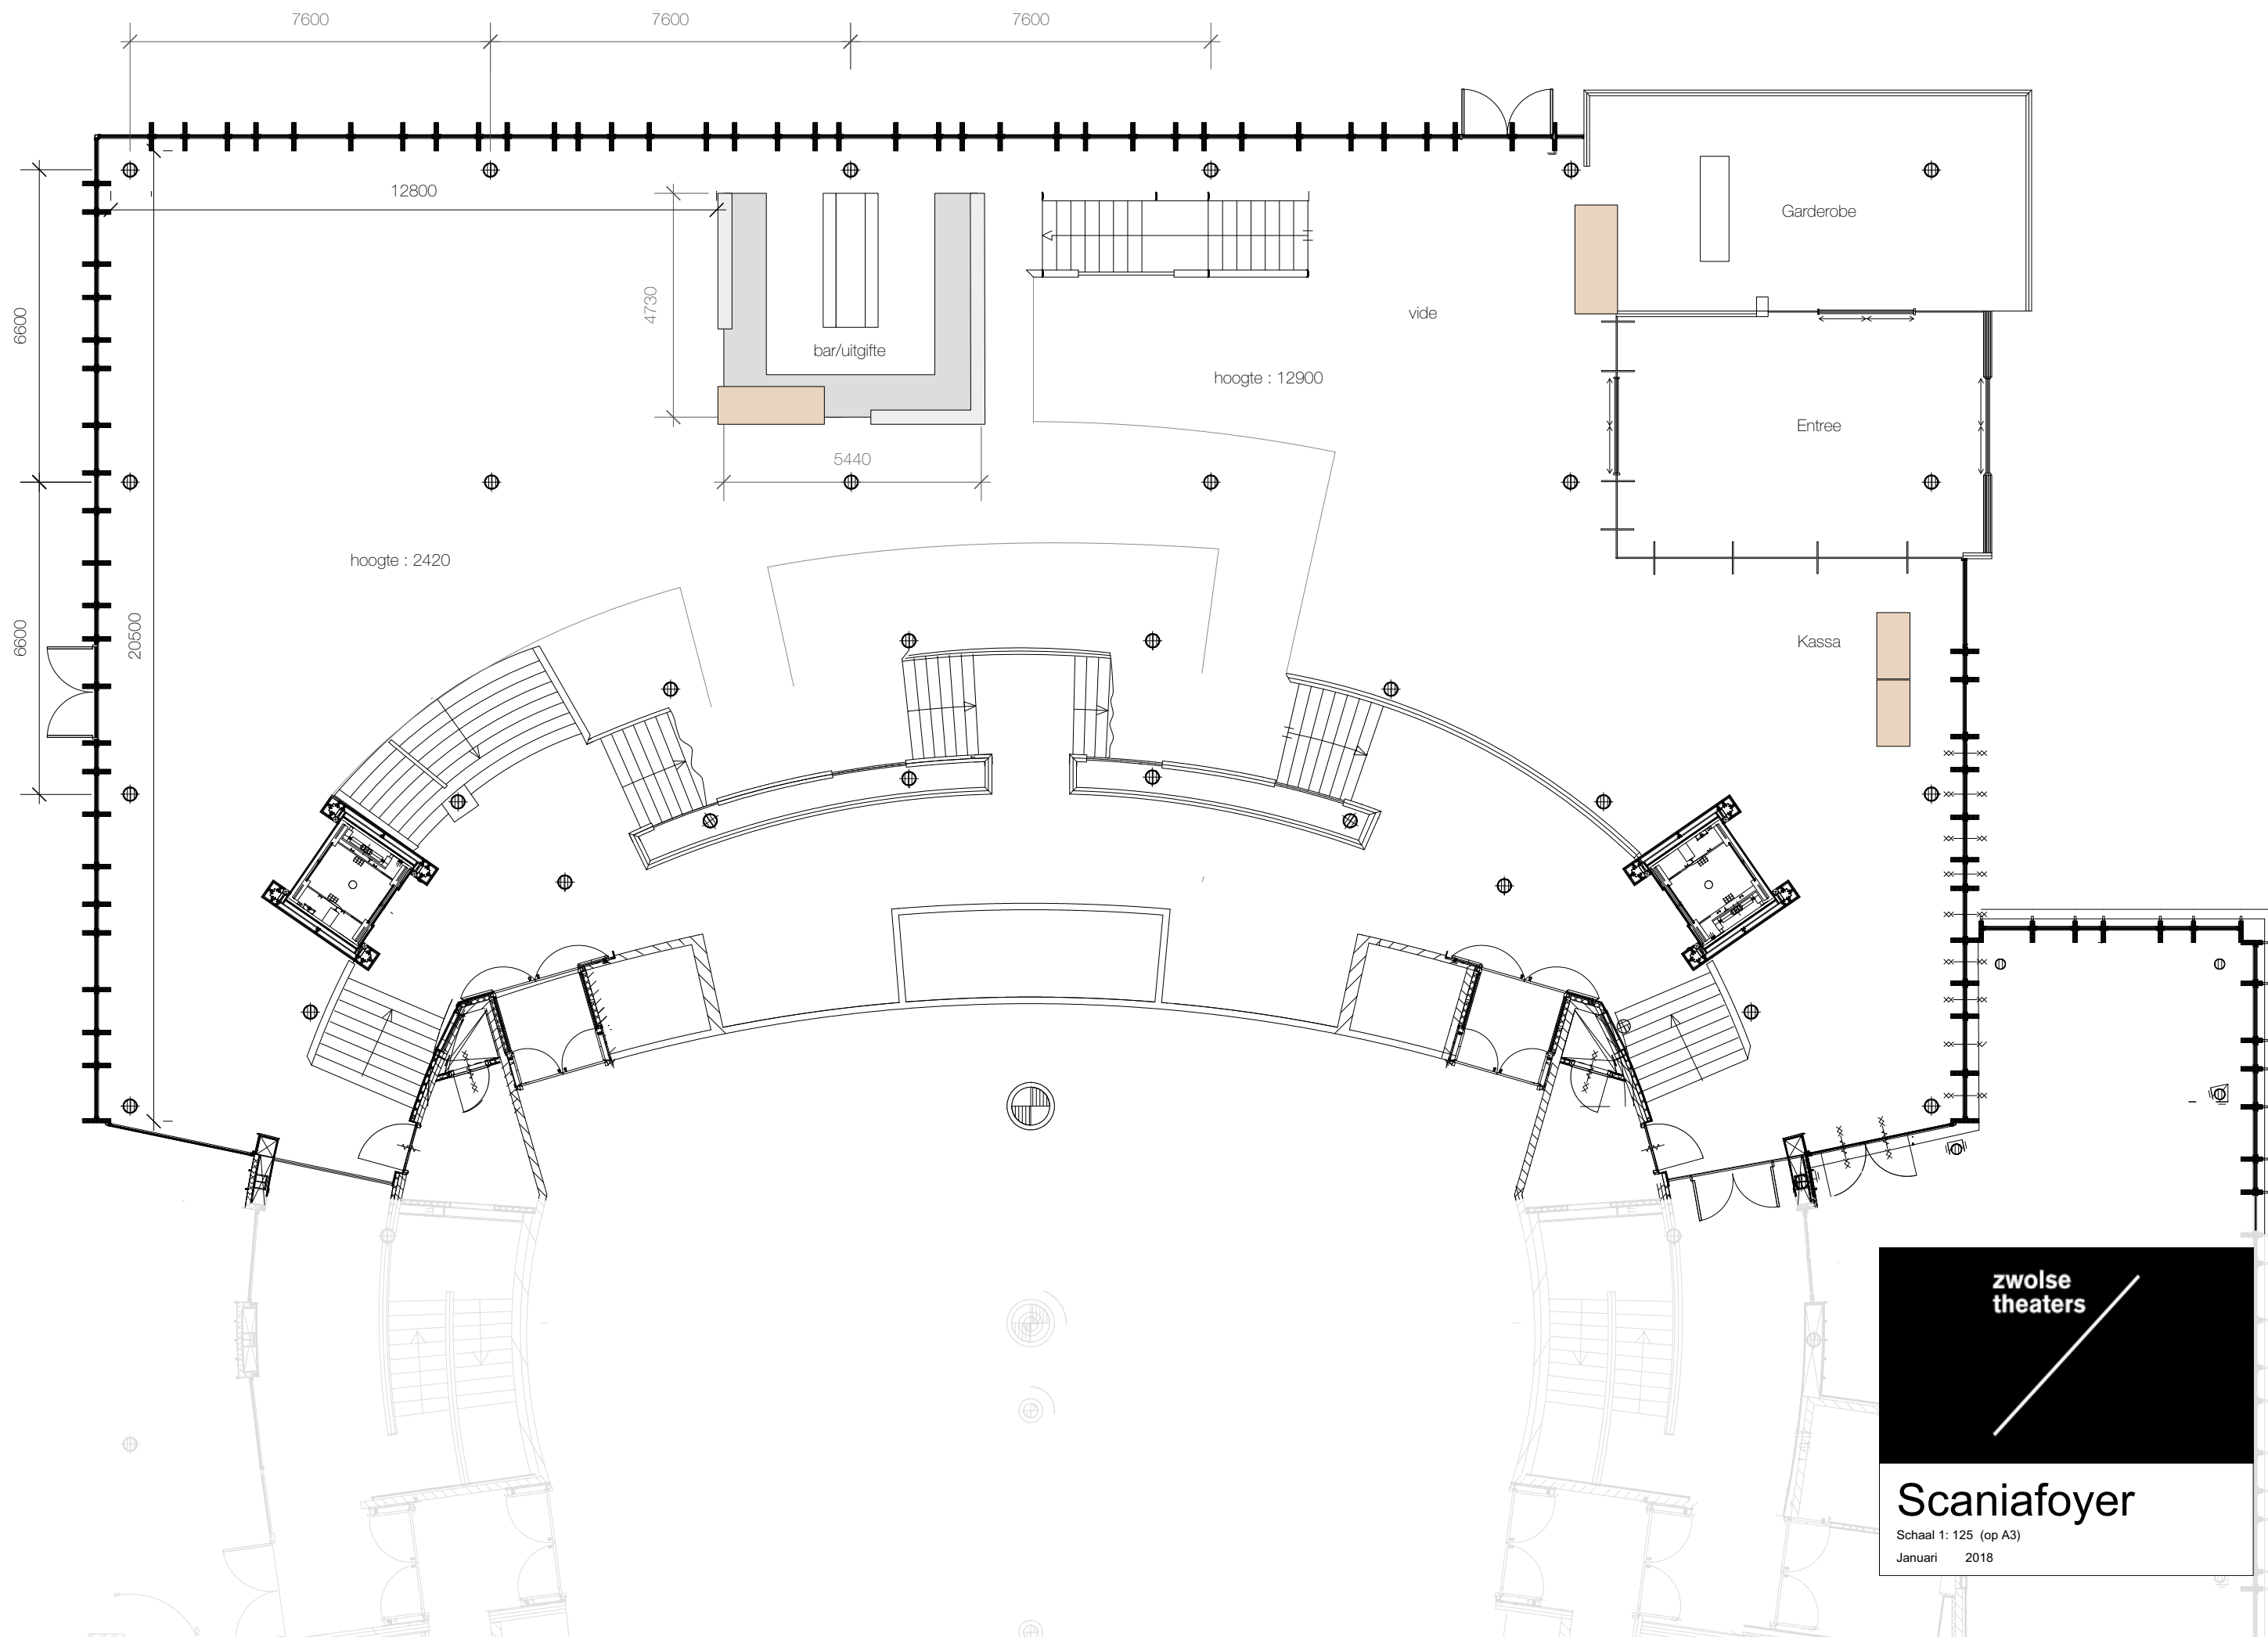 7600
7600
7600
12800
Garderobe
6600
4730
vide
bar/uitgifte
hoogte : 12900
Entree
5440
hoogte : 2420
6600
20500
Kassa
zwolse
theaters
Scaniafoyer
Schaal 1: 125 (op A3)
Januari 2018